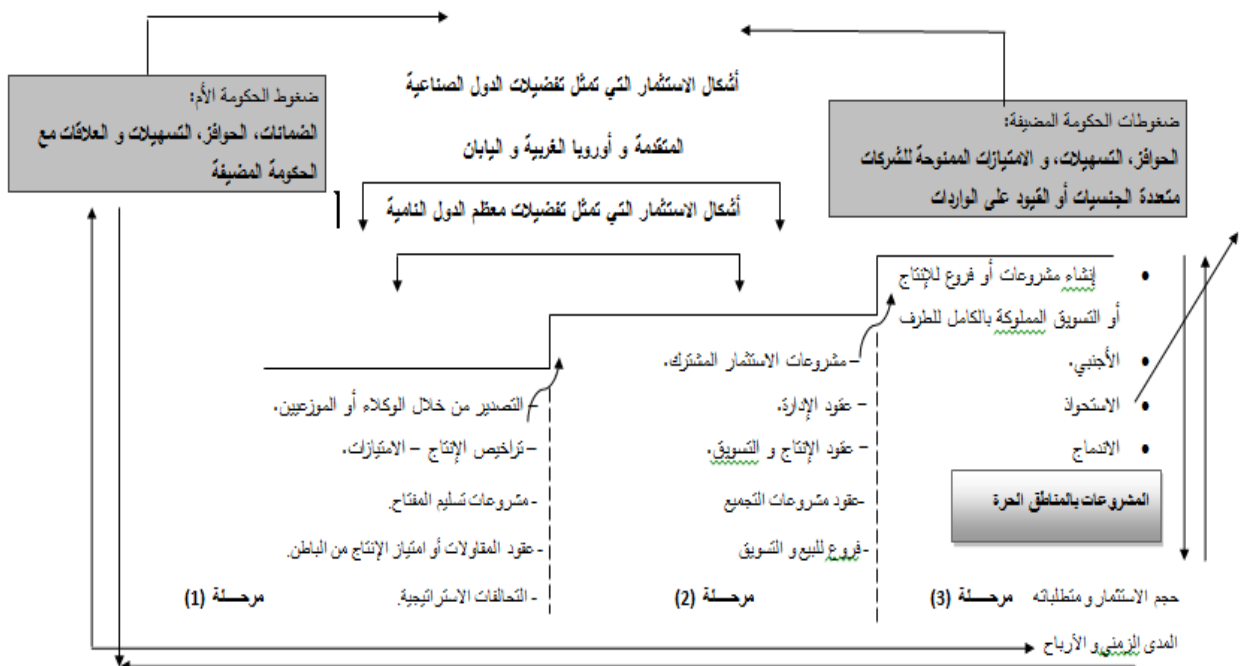 أشكال الاستثمار التي تمثل تفضيلات الدول الصناعية
المتقدمة و أوروبا الغربية و اليابان
أشكال الاستثمار التي تمثل تفضيلات معظم الدول النامية
ضغوطات الحكومة المضيفة:
الحوافز، التسهيلات، و الامتيازات الممنوحة للشركات
متعددة الجنسيات أو القيود على الواردات
ضغوط الحكومة الأم:
الضمانات، الحوافز، التسهيلات و العلاقات مع
الحكومة المضيفة
• إنشاء مشروعات أو فروع للإنتاج
أو التسويق المملوكة بالكامل للطرف
• الأجنبي.
• الاستحواذ
• الاندماج
المشروعات بالمناطق الحرة
حجم الاستثمار و متطلباته
مرحـــلة (3)
– مشروعات الاستثمار المشترك.
– عقود الإدارة.
– عقود الإنتاج و التسويق.
-عقود مشروعات التجميع
-فروع للبيع و التسويق
مرحـــلة (2)
– التصدير من خلال الوكلاء أو الموزعيين.
– تراخيص الإنتاج – الامتيازات.
- مشروعات تسليم المفتاح.
- عقود المقاولات أو امتياز الإنتاج من الباطن.
- التحالفات الاستراتيجية.
مرحـــلة (1)
المدى الزمني و الأرباح